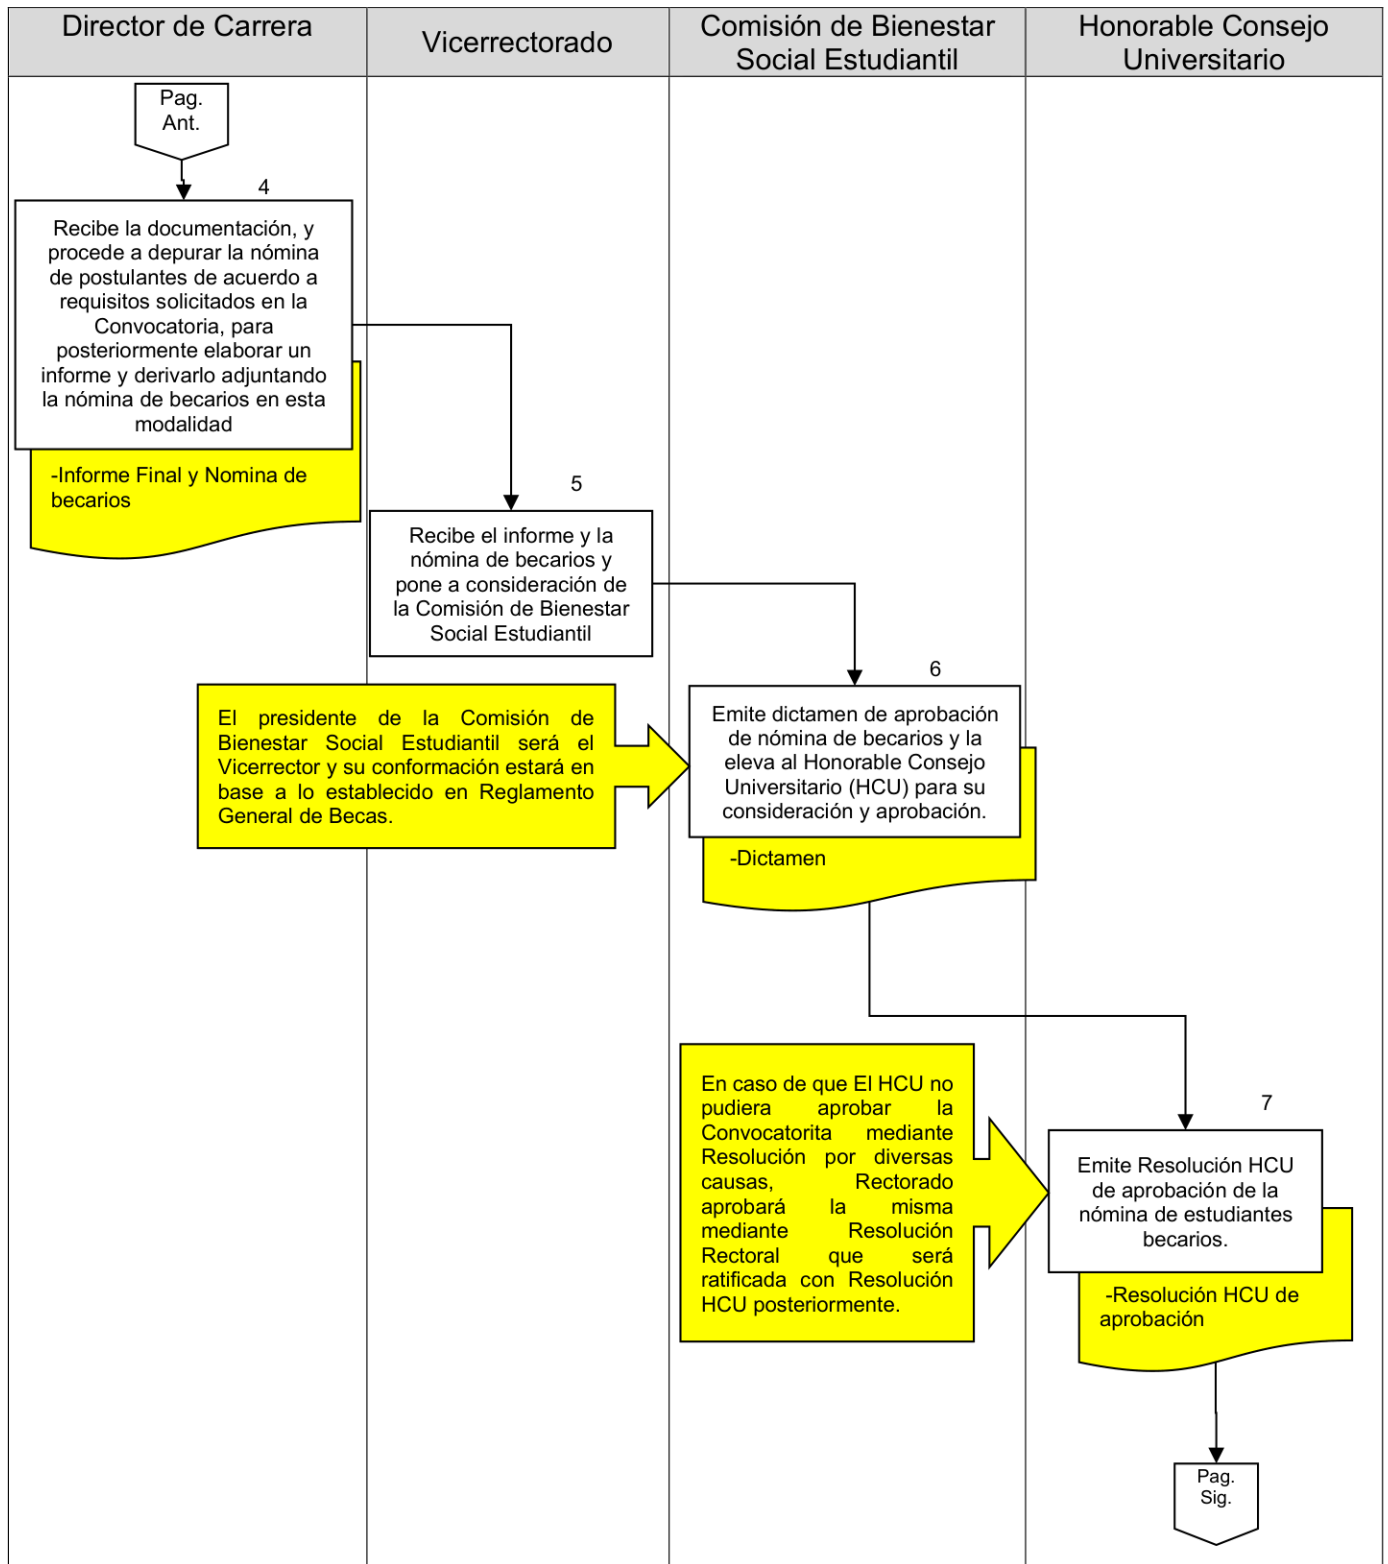 Director de Carrera
Vicerrectorado
Comisión de Bienestar
Social Estudiantil
Honorable Consejo
Universitario
Pag.
Ant.
4
Recibe la documentación, y
procede a depurar la nómina
de postulantes de acuerdo a
requisitos solicitados en la
Convocatoria, para
posteriormente elaborar un
informe y derivarlo adjuntando
la nómina de becarios en esta
modalidad
-Informe Final y Nomina de
becarios
5
Recibe el informe y la
nómina de becarios y
pone a consideración de
la Comisión de Bienestar
Social Estudiantil
El presidente de la Comisión de
Bienestar Social Estudiantil será el
Vicerrector y su conformación estará en
base a lo establecido en Reglamento
General de Becas.
6
Emite dictamen de aprobación
de nómina de becarios y la
eleva al Honorable Consejo
Universitario (HCU) para su
consideración y aprobación.
-Dictamen
En caso de que El HCU no
pudiera aprobar la
Convocatorita mediante
Resolución por diversas
causas, Rectorado
aprobará la misma
mediante Resolución
Rectoral que será
ratificada con Resolución
HCU posteriormente.
7
Emite Resolución HCU
de aprobación de la
nómina de estudiantes
becarios.
-Resolución HCU de
aprobación
Pag.
Sig.